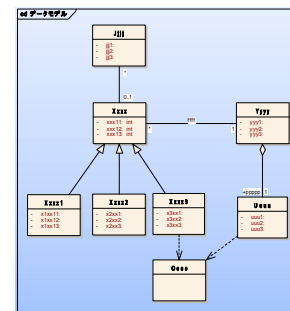 cd データモデル
Jjjj
- jjj1:
- jjj2:
- jjj3:
*
0..1
Xxxx
- xxx11: int
- xxx12: int
- xxx13: int
*
ffff
1
Yyyy
- yyy1:
- yyy2:
- yyy3:
Xxxx1
- x1xx11:
- x1xx12:
- x1xx13:
Xxxx2
- x2xx1:
- x2xx2:
- x2xx3:
Xxxx3
- x3xx1:
- x3xx2:
- x3xx3:
+ppppp
1
Uuuu
- uuu1:
- uuu2:
- uuu3: